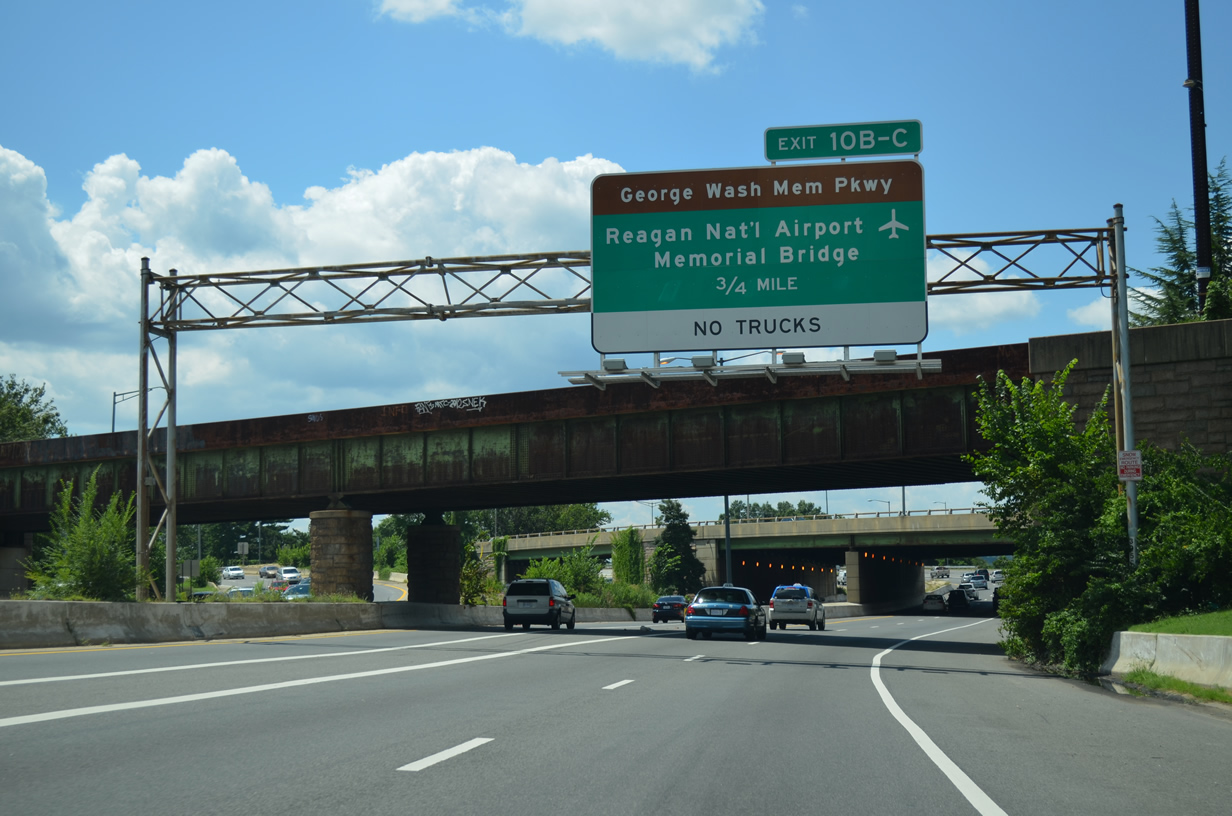 EXIT 10B-C
George Wash Mem Pkwy
Reagan Nat'l Airport
Memorial Bridge
3/4 MILE
NO TRUCKS